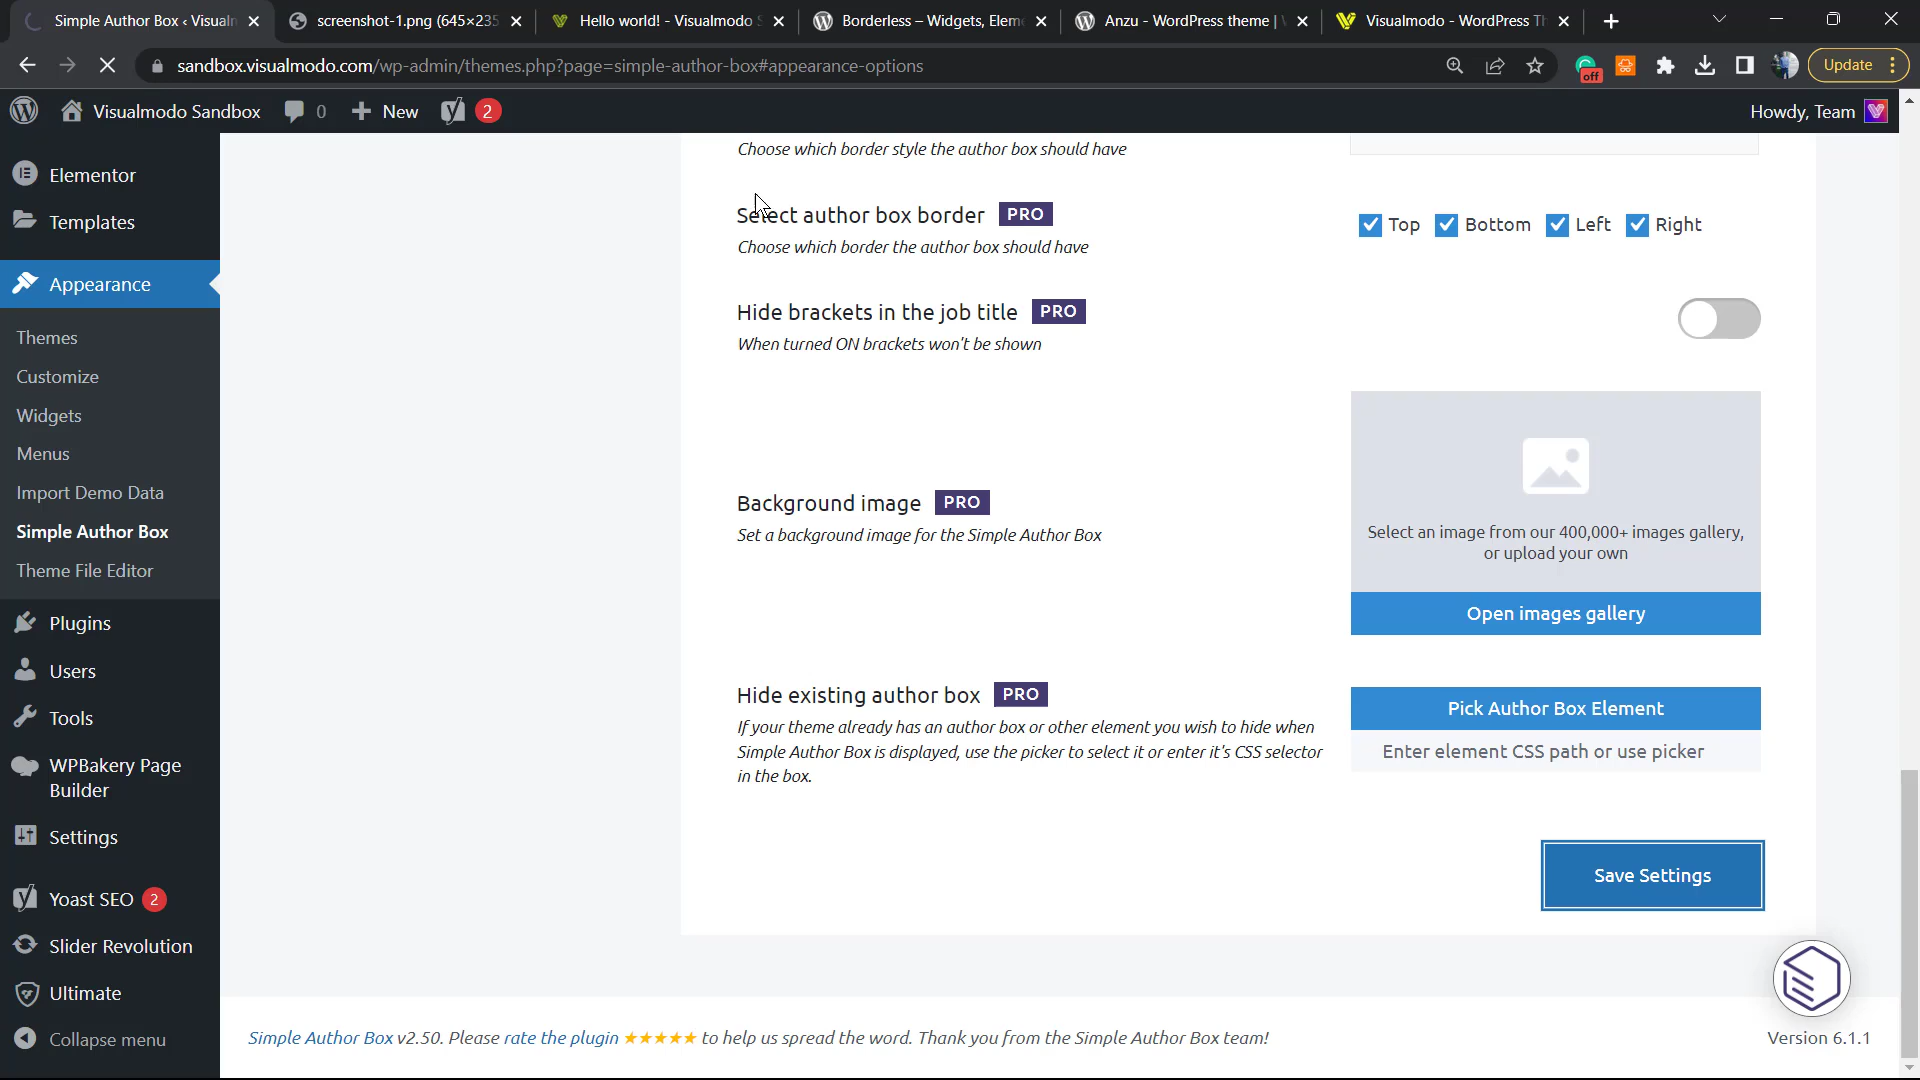 Simple Author Box ‹ Visualn
screenshot-1.png (645×235
Hello world! - Visualmodo S
Borderless – Widgets, Elem
Anzu - WordPress theme |
Visualmodo - WordPress Th
sandbox.visualmodo.com/wp-admin/themes.php?page=simple-author-box#appearance-options
off
Update
Visualmodo Sandbox
0
New
2
Howdy, Team
Elementor
Templates
Appearance
Themes
Customize
Widgets
Menus
Import Demo Data
Simple Author Box
Theme File Editor
Plugins
Users
Tools
WPBakery Page
Builder
Settings
Yoast SEO 2
Slider Revolution
Ultimate
Collapse menu
Choose which border style the author box should have
Select author box border PRO
Choose which border the author box should have
Top Bottom Left Right
Hide brackets in the job title PRO
When turned ON brackets won't be shown
Background image PRO
Set a background image for the Simple Author Box
Select an image from our 400,000+ images gallery,
or upload your own
Open images gallery
Hide existing author box PRO
If your theme already has an author box or other element you wish to hide when
Simple Author Box is displayed, use the picker to select it or enter it's CSS selector
in the box.
Pick Author Box Element
Enter element CSS path or use picker
Save Settings
Simple Author Box v2.50. Please rate the plugin ★★★★★ to help us spread the word. Thank you from the Simple Author Box team!
Version 6.1.1